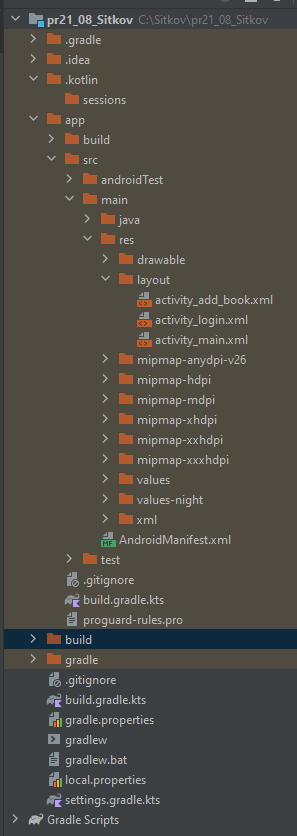 pr21_08_Sitkov C:\Sitkov\pr21_08_Sitkov
.gradle
.idea
.kotlin
sessions
app
build
src
androidTest
main
java
res
drawable
layout
activity_add_book.xml
activity_login.xml
activity_main.xml
mipmap-anydpi-v26
mipmap-hdpi
mipmap-mdpi
mipmap-xhdpi
mipmap-xxhdpi
mipmap-xxxhdpi
values
values-night
xml
AndroidManifest.xml
test
.gitignore
build.gradle.kts
proguard-rules.pro
build
gradle
.gitignore
build.gradle.kts
gradle.properties
gradlew
gradlew.bat
local.properties
settings.gradle.kts
Gradle Scripts